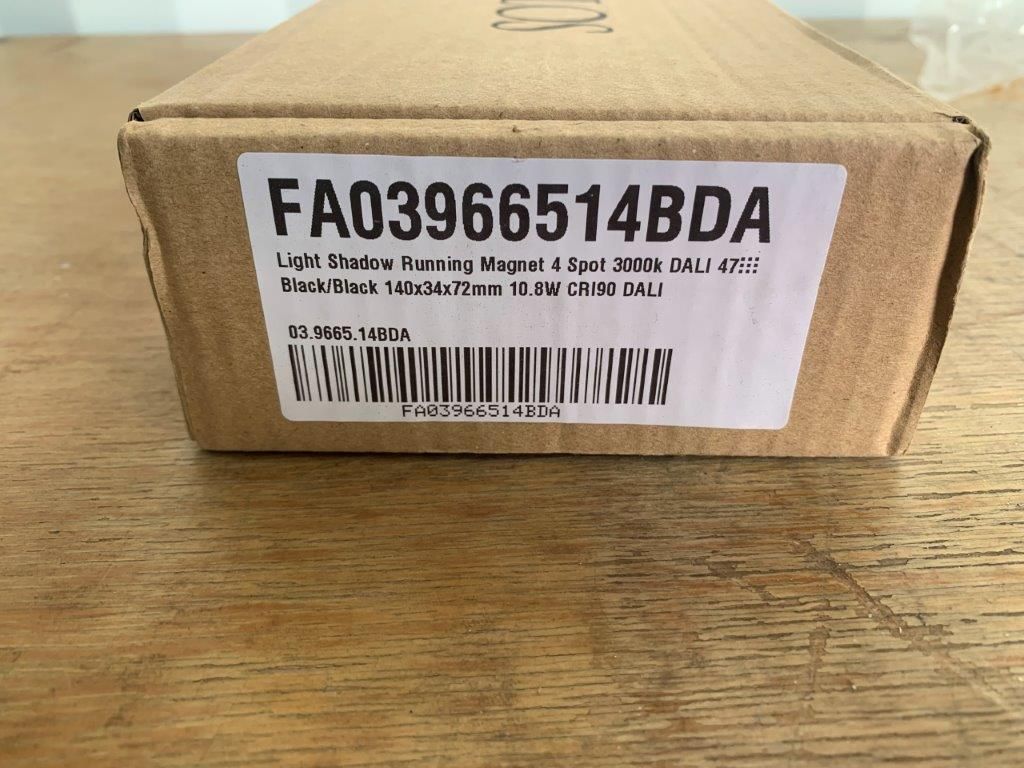 FA03966514BDA
Light Shadow Running Magnet 4 Spot 3000k DALI 47
Black/Black 140x34x72mm 10.8W CRI90 DALI
03.9665.14BDA
FA03966514BDA